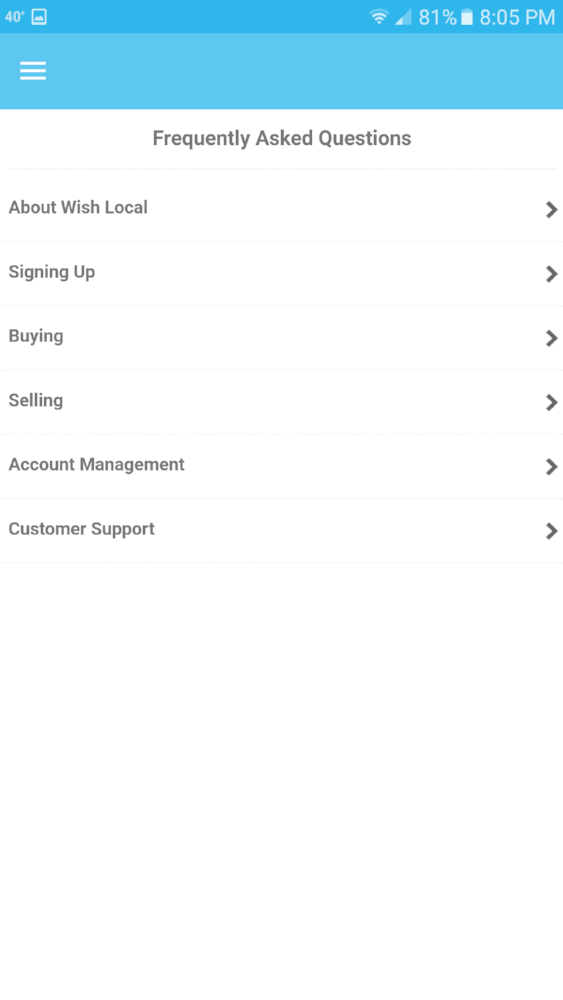 40° 81% 8:05 PM
Frequently Asked Questions
About Wish Local
Signing Up
Buying
Selling
Account Management
Customer Support